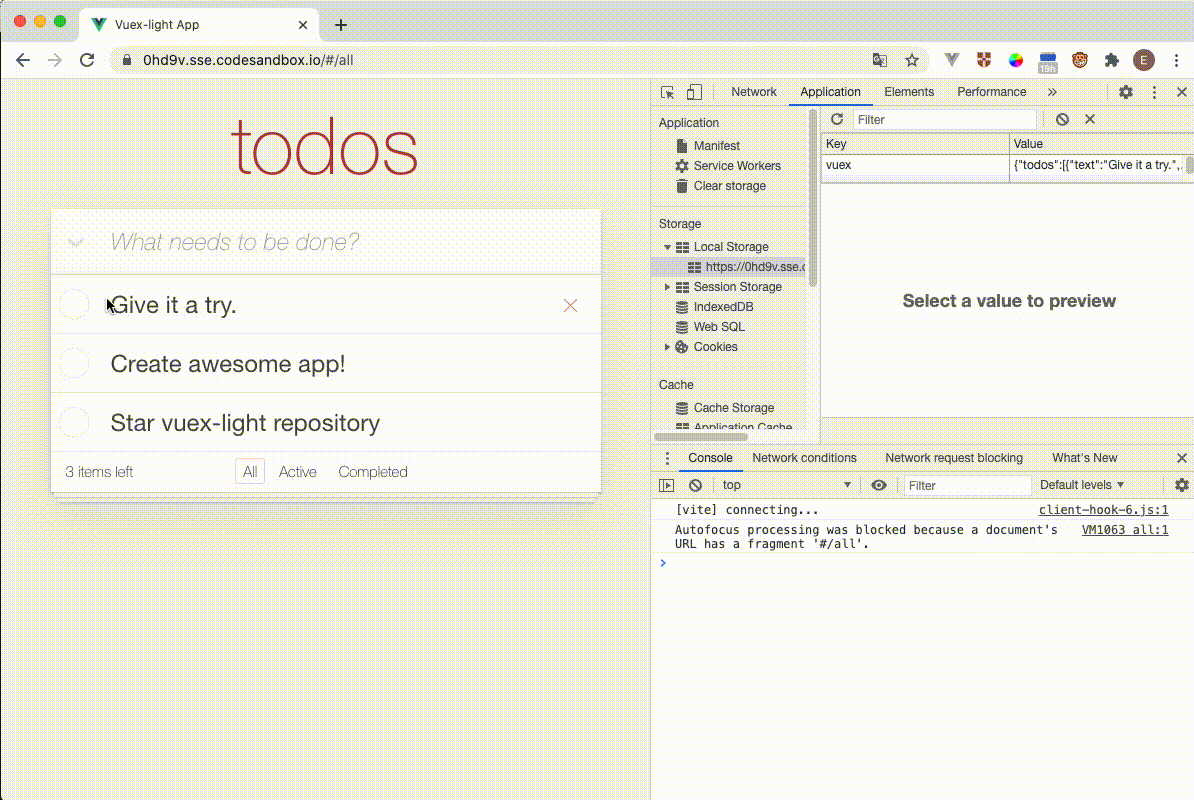 Vuex-light App
0hd9v.sse.codesandbox.io/#/all
19h
E
todos
What needs to be done?
Give it a try.
Create awesome app!
Star vuex-light repository
3 items left
All
Active
Completed
Network
Application
Elements
Performance
Application
Manifest
Service Workers
Clear storage
Storage
Local Storage
https://0hd9v.sse.c
Session Storage
IndexedDB
Web SQL
Cookies
Cache
Cache Storage
Application Cache
Filter
Key
Value
vuex
{"todos":[{"text":"Give it a try.",
Select a value to preview
Console
Network conditions
Network request blocking
What's New
top
Filter
Default levels
[vite] connecting...
client-hook-6.js:1
Autofocus processing was blocked because a document's
VM1063 all:1
URL has a fragment '#/all'.